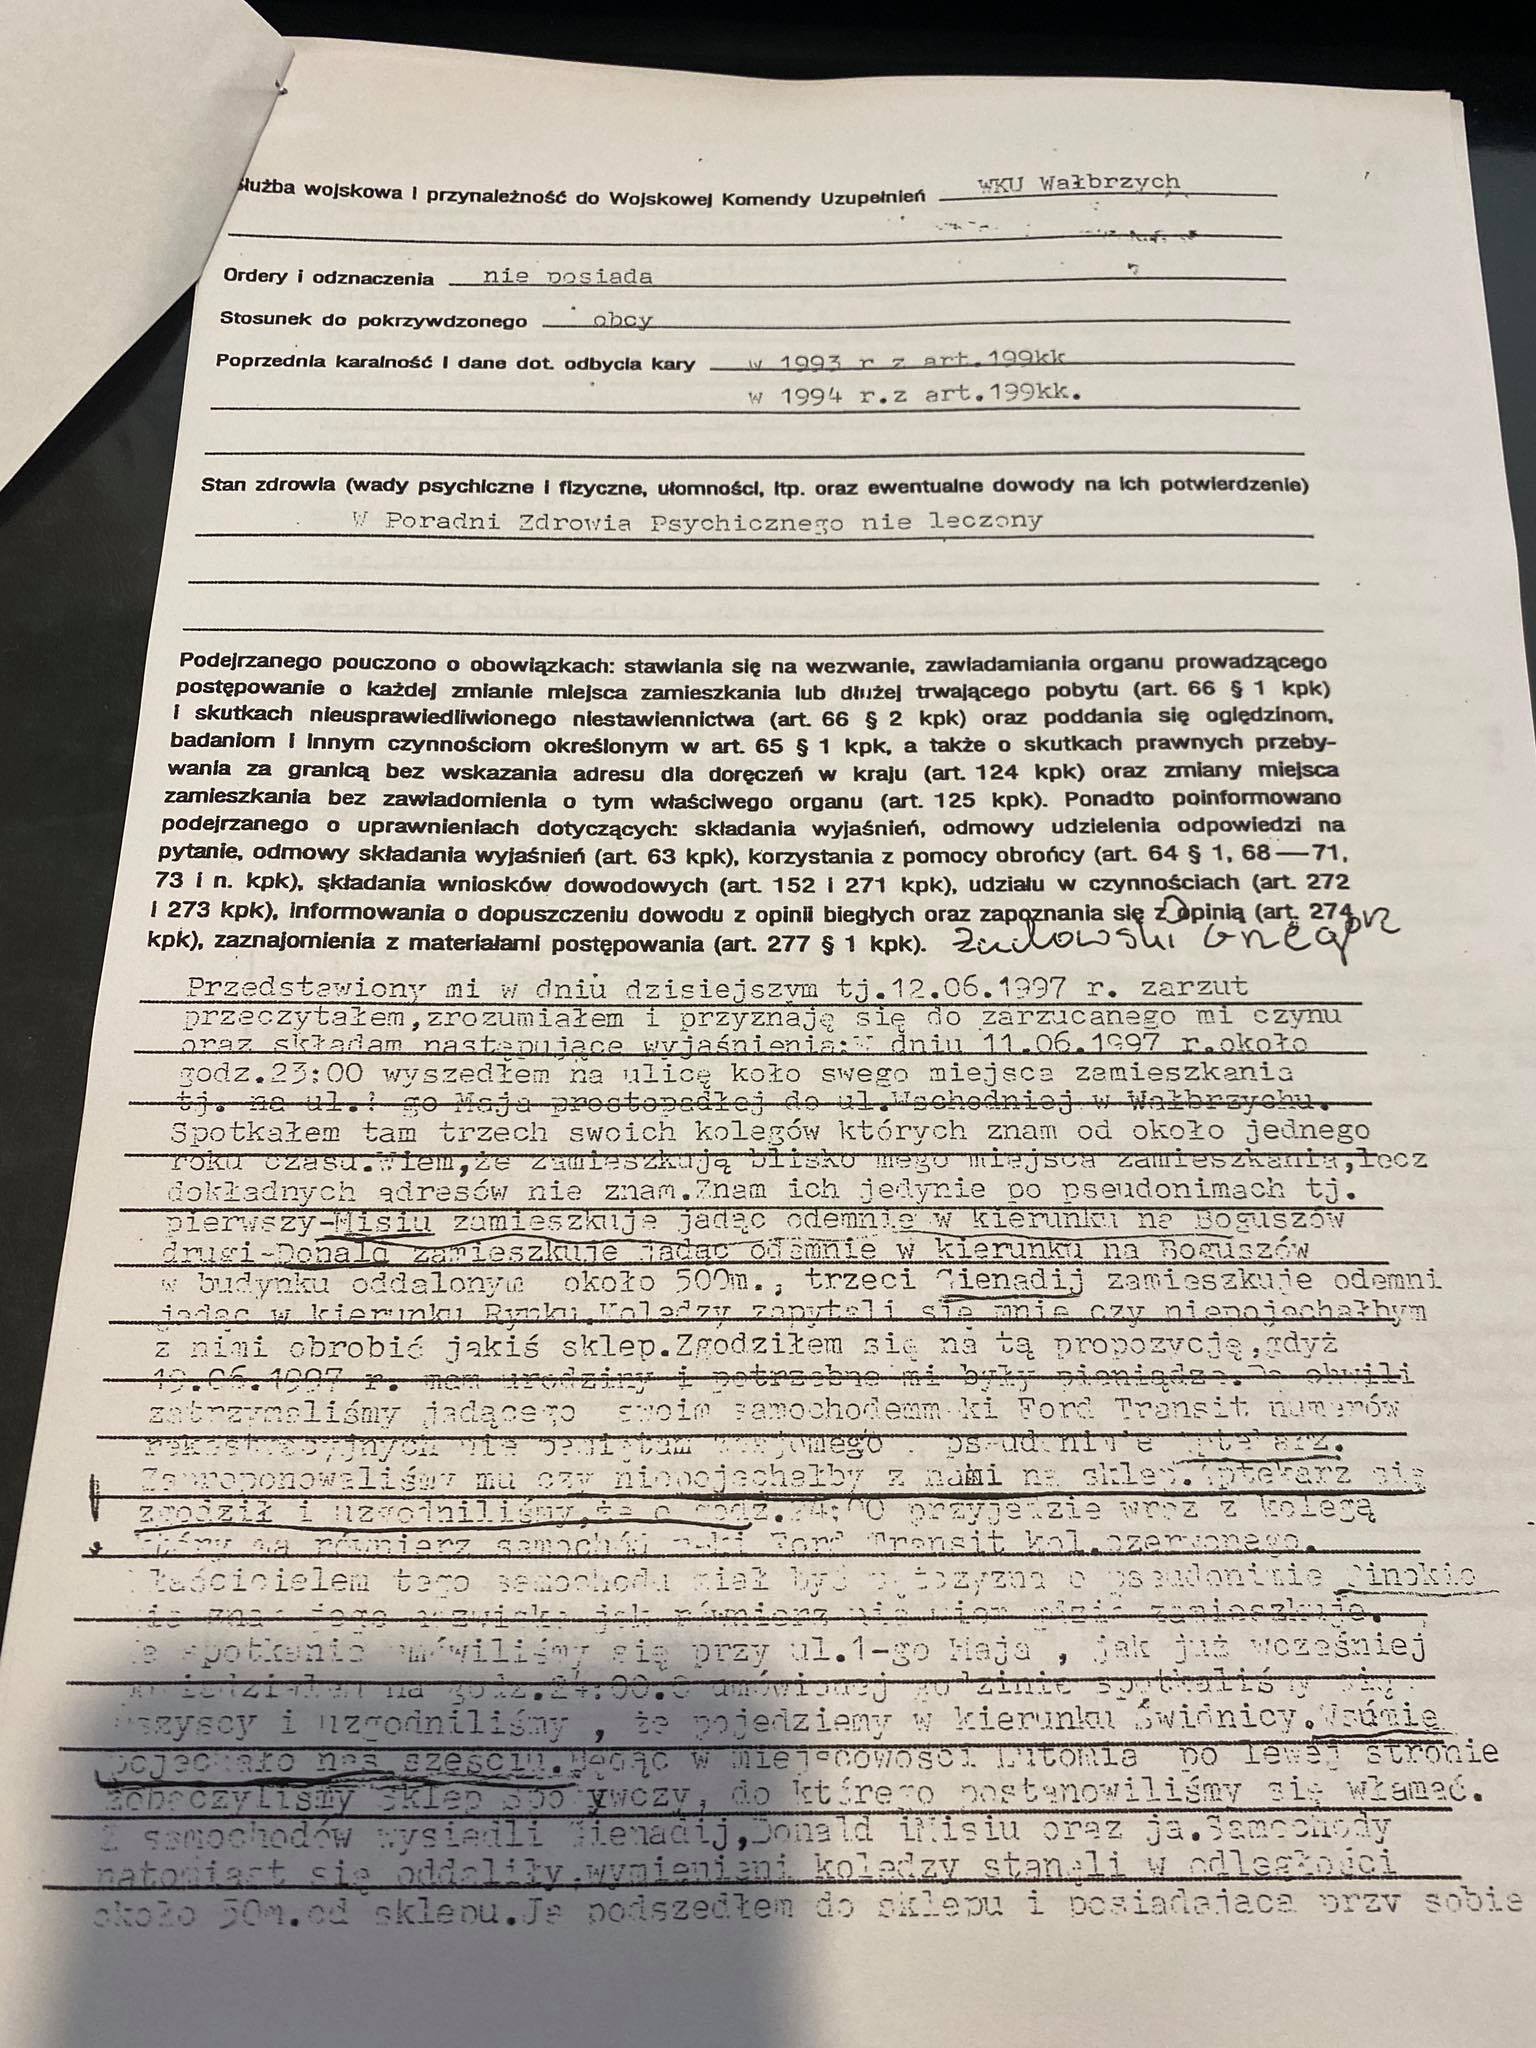 Służba wojskowa i przynależność do Wojskowej Komendy Uzupełnień WKU Wałbrzych
Ordery i odznaczenia nie posiada
Stosunek do pokrzywdzonego obcy
Poprzednia karalność i dane dot. odbycia kary w 1993 r z art.199kk
w 1994 r.z art.199kk.
Stan zdrowia (wady psychiczne i fizyczne, ułomności, itp. oraz ewentualne dowody na ich potwierdzenie)
W Poradni Zdrowia Psychicznego nie leczony
Podejrzanego pouczono o obowiązkach: stawiania się na wezwanie, zawiadamiania organu prowadzącego
postępowanie o każdej zmianie miejsca zamieszkania lub dłużej trwającego pobytu (art. 66 § 1 kpk)
i skutkach nieusprawiedliwionego niestawiennictwa (art. 66 § 2 kpk) oraz poddania się oględzinom,
badaniom i innym czynnościom określonym w art. 65 § 1 kpk, a także o skutkach prawnych przeby-
wania za granicą bez wskazania adresu dla doręczeń w kraju (art. 124 kpk) oraz zmiany miejsca
zamieszkania bez zawiadomienia o tym właściwego organu (art. 125 kpk). Ponadto poinformowano
podejrzanego o uprawnieniach dotyczących: składania wyjaśnień, odmowy udzielenia odpowiedzi na
pytanie, odmowy składania wyjaśnień (art. 63 kpk), korzystania z pomocy obrońcy (art. 64 § 1, 68—71,
73 i n. kpk), składania wniosków dowodowych (art. 152 i 271 kpk), udziału w czynnościach (art. 272
i 273 kpk), informowania o dopuszczeniu dowodu z opinii biegłych oraz zapoznania się z opinią (art. 274
kpk), zaznajomienia z materiałami postępowania (art. 277 § 1 kpk).
Przedstawiony mi w dniu dzisiejszym tj.12.06.1997 r. zarzut
przeczytałem,zrozumiałem i przyznaję się do zarzucanego mi czynu
oraz składam następujące wyjaśnienia:W dniu 11.06.1997 r.około
godz.23:00 wyszedłem na ulicę koło swego miejsca zamieszkania
tj. na ul. go Maja prostopadłej do ul.Wschodniej w Wałbrzychu.
Spotkałem tam trzech swoich kolegów których znam od około jednego
roku czasu.Wiem,że zamieszkują blisko mego miejsca zamieszkania,lecz
dokładnych adresów nie znam.Znam ich jedynie po pseudonimach tj.
pierwszy-Misiu zamieszkuje jadąc odemnie w kierunku na Boguszów
drugi-Donald zamieszkuje jadąc odemnie w kierunku na Boguszów
w budynku oddalonym około 500m., trzeci Gienadij zamieszkuje odemni
jadąc w kierunku Rynku.Koledzy zapytali się mnie czy niepojechałbym
z nimi obrobić jakiś sklep.Zgodziłem się na tą propozycję,gdyż
19.06.1997 r. mam urodziny i potrzebne mi były pieniądze.Po chwili
zatrzymaliśmy jadącego swoim samochodemm-ki Ford Transit numerów
rejestracyjnych nie pamiętam znajomego o pseudonimie Aptekarz.
Zaproponowaliśmy mu czy niepojechałby z nami na sklep.Aptekarz się
zgodził i uzgodniliśmy,że o godz.24:00 przyjedzie wraz z kolegą
który ma równierz samochód m-ki Ford Transit kol.czerwonego.
Właścicielem tego samochodu miał być mężczyzna o pseudonimie Pinokio
nie znam jego nazwiska jak równierz nie wiem gdzie zamieszkuje.
Na spotkanie umówiliśmy się przy ul.1-go Maja , jak już wcześniej
powiedziałem na godz.24:00.O umówionej godzinie spotkaliśmy się
wszyscy i uzgodniliśmy , że pojedziemy w kierunku Świdnicy.Wsumie
pojechało nas sześciu.Będąc w miejscowości Lutomia po lewej stronie
zobaczyliśmy sklep spożywczy, do którego postanowiliśmy się włamać.
Z samochodów wysiedli Gienadij,Donald iMisiu oraz ja.Samochody
natomiast się oddaliły,wymienieni koledzy stanęli w odległości
około 50m.od sklepu.Ja podszedłem do sklepu i posiadającą przy sobie